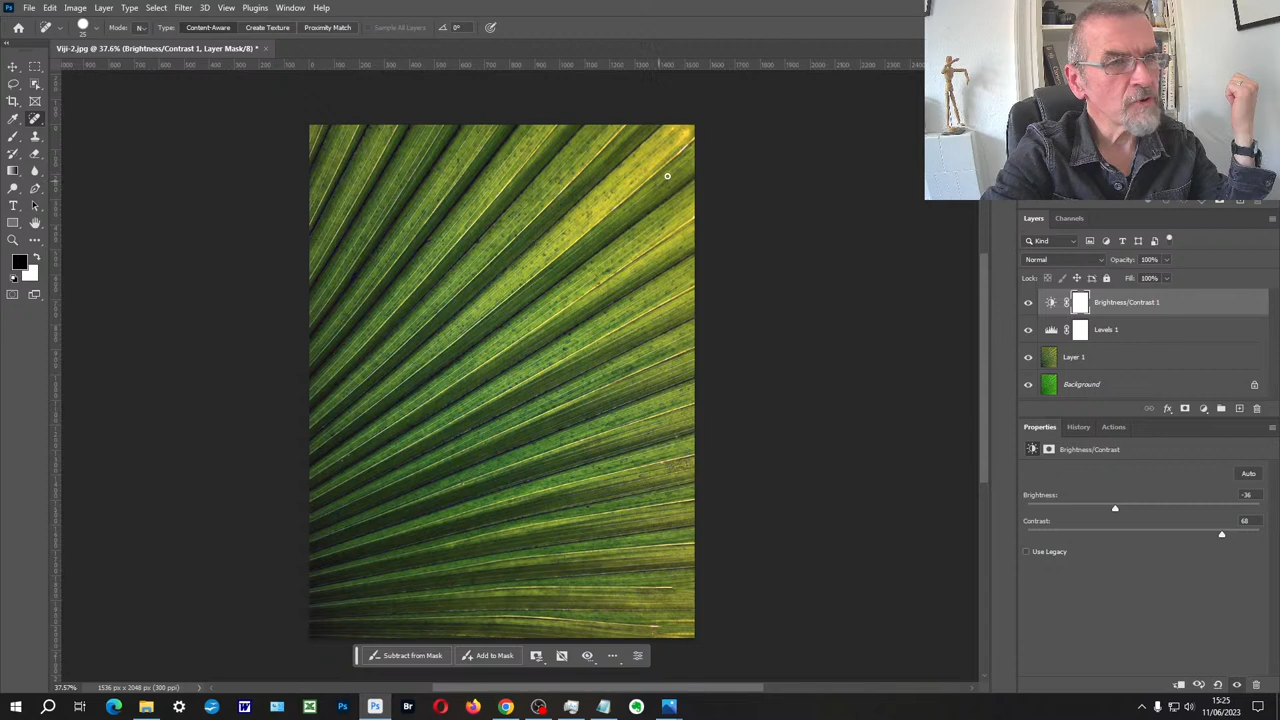 File Edit Image Layer Type Select Filter 3D View Plugins Window Help
25 Mode: N Type: Content-Aware Create Texture Proximity Match Sample All Layers 0°
Viji-2.jpg @ 37.6% (Brightness/Contrast 1, Layer Mask/8) *
Layers Channels
Kind
Normal Opacity: 100%
Lock: Fill: 100%
Brightness/Contrast 1
Levels 1
Layer 1
Background
Properties History Actions
Brightness/Contrast
Auto
Brightness: -36
Contrast: 68
Use Legacy
Subtract from Mask Add to Mask
37.57% 1536 px x 2048 px (300 ppi)
15:25
11/06/2023